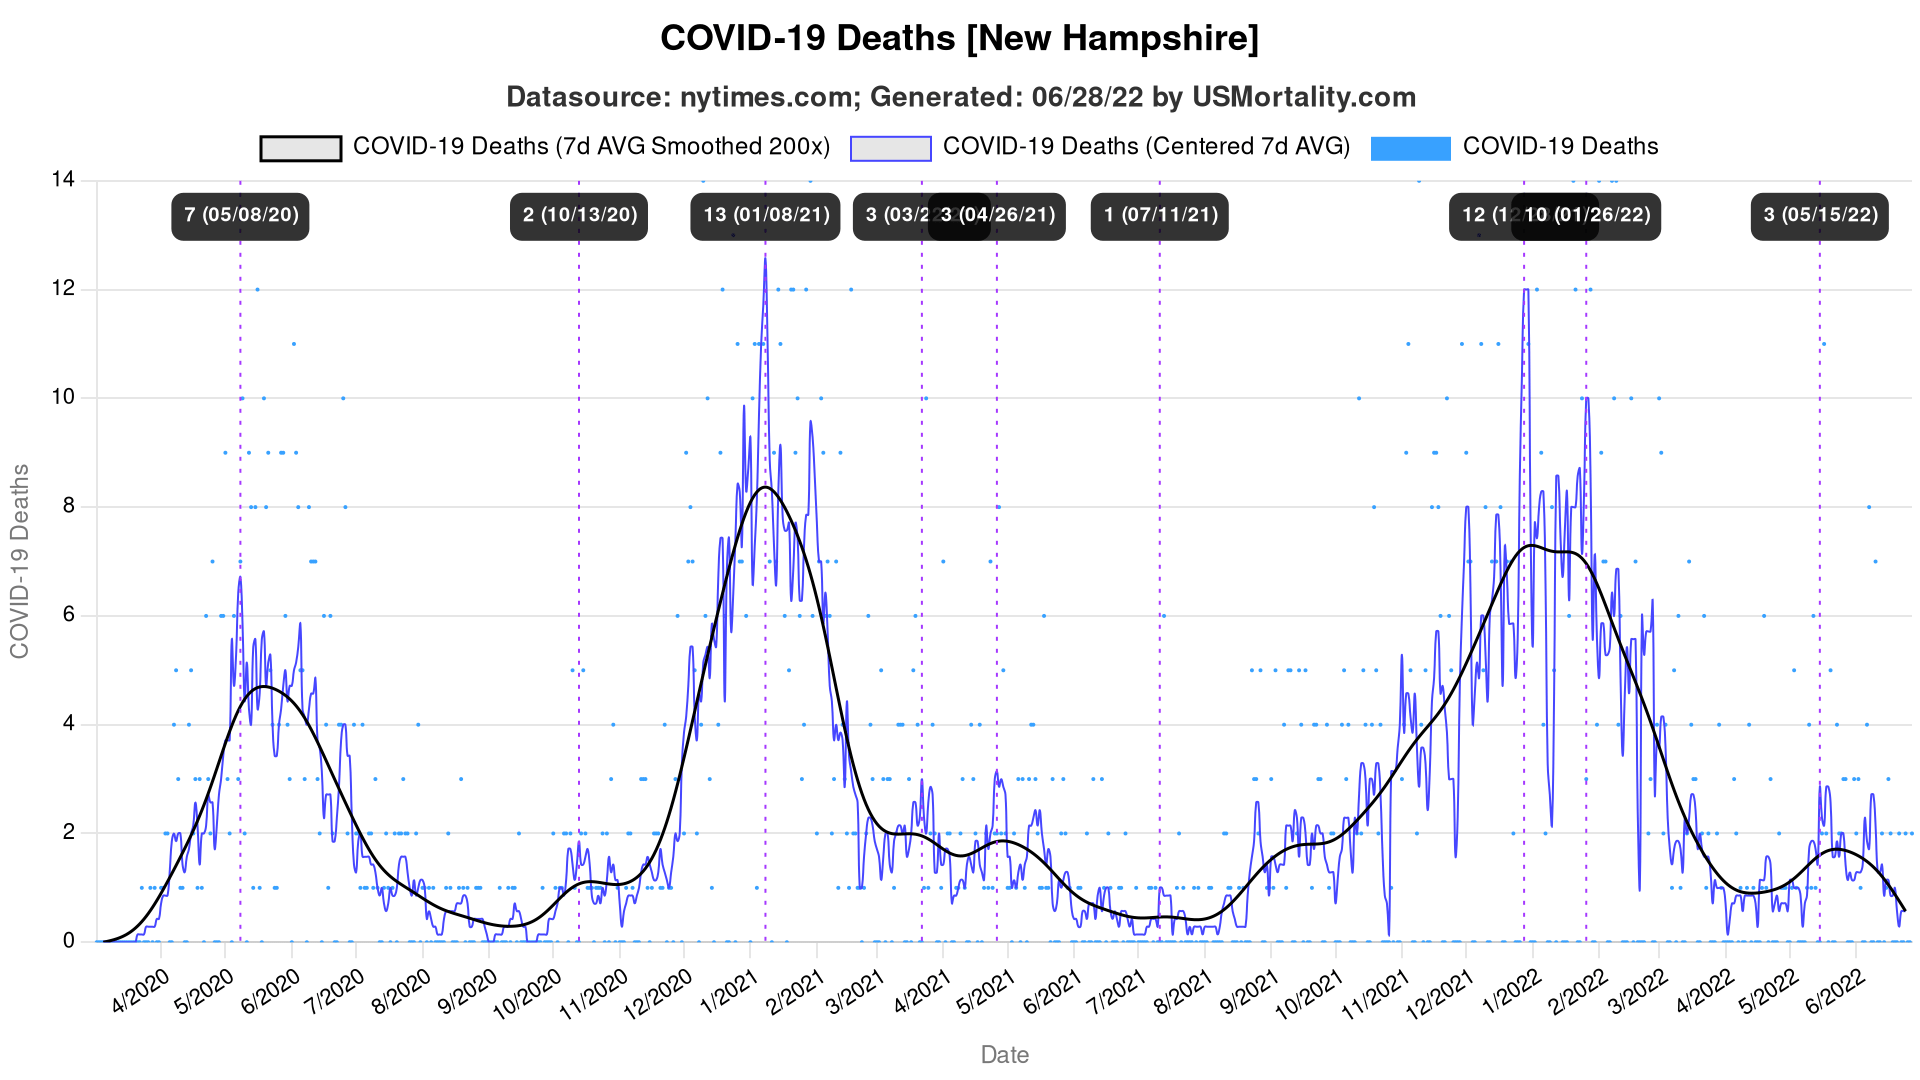 COVID-19 Deaths [New Hampshire]
Datasource: nytimes.com; Generated: 06/28/22 by USMortality.com
COVID-19 Deaths (7d AVG Smoothed 200x) COVID-19 Deaths (Centered 7d AVG) COVID-19 Deaths
14
7 (05/08/20) 2 (10/13/20) 13 (01/08/21) 3 (03/2 3 (04/26/21) 1 (07/11/21) 12 (12/ 10 (01/26/22) 3 (05/15/22)
12
10
8
6
4
2
0
COVID-19 Deaths
4/2020 5/2020 6/2020 7/2020 8/2020 9/2020 10/2020 11/2020 12/2020 1/2021 2/2021 3/2021 4/2021 5/2021 6/2021 7/2021 8/2021 9/2021 10/2021 11/2021 12/2021 1/2022 2/2022 3/2022 4/2022 5/2022 6/2022
Date